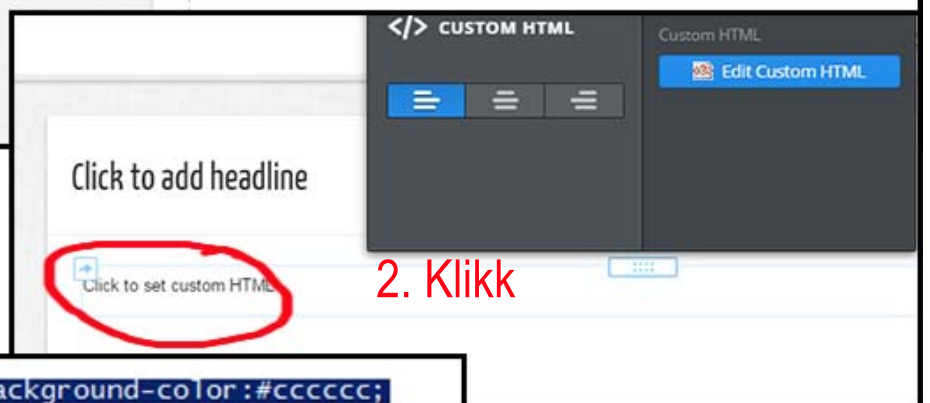 </> CUSTOM HTML
Custom HTML
Edit Custom HTML
Click to add headline
Click to set custom HTML
2. Klikk
ackground-color:#cccccc;